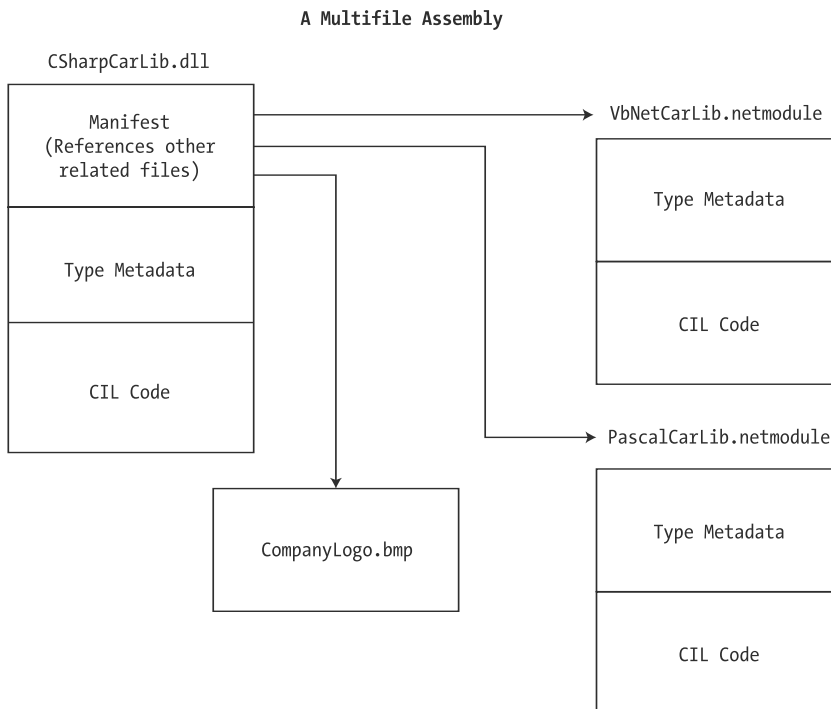 A Multifile Assembly
CSharpCarLib.dll
Manifest
(References other
related files)
Type Metadata
CIL Code
CompanyLogo.bmp
VbNetCarLib.netmodule
Type Metadata
CIL Code
PascalCarLib.netmodule
Type Metadata
CIL Code